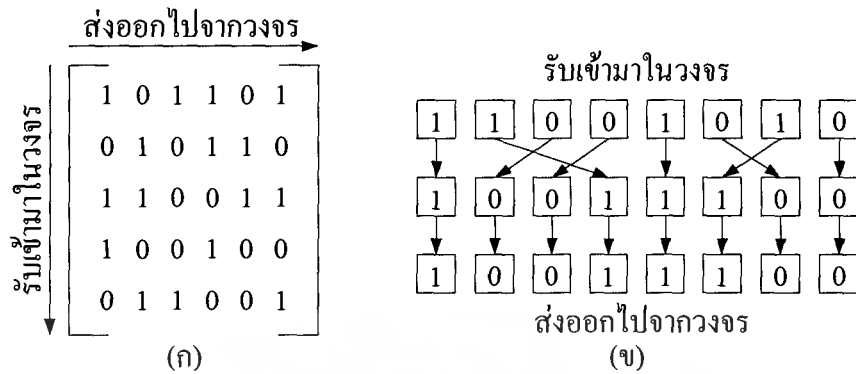 ส่งออกไปจากวงจร
รับเข้ามาในวงจร
1 0 1 1 0 1
0 1 0 1 1 0
1 1 0 0 1 1
1 0 0 1 0 0
0 1 1 0 0 1
(ก)
รับเข้ามาในวงจร
1 1 0 0 1 0 1 0
1 0 0 1 1 1 0 0
1 0 0 1 1 1 0 0
ส่งออกไปจากวงจร
(ข)